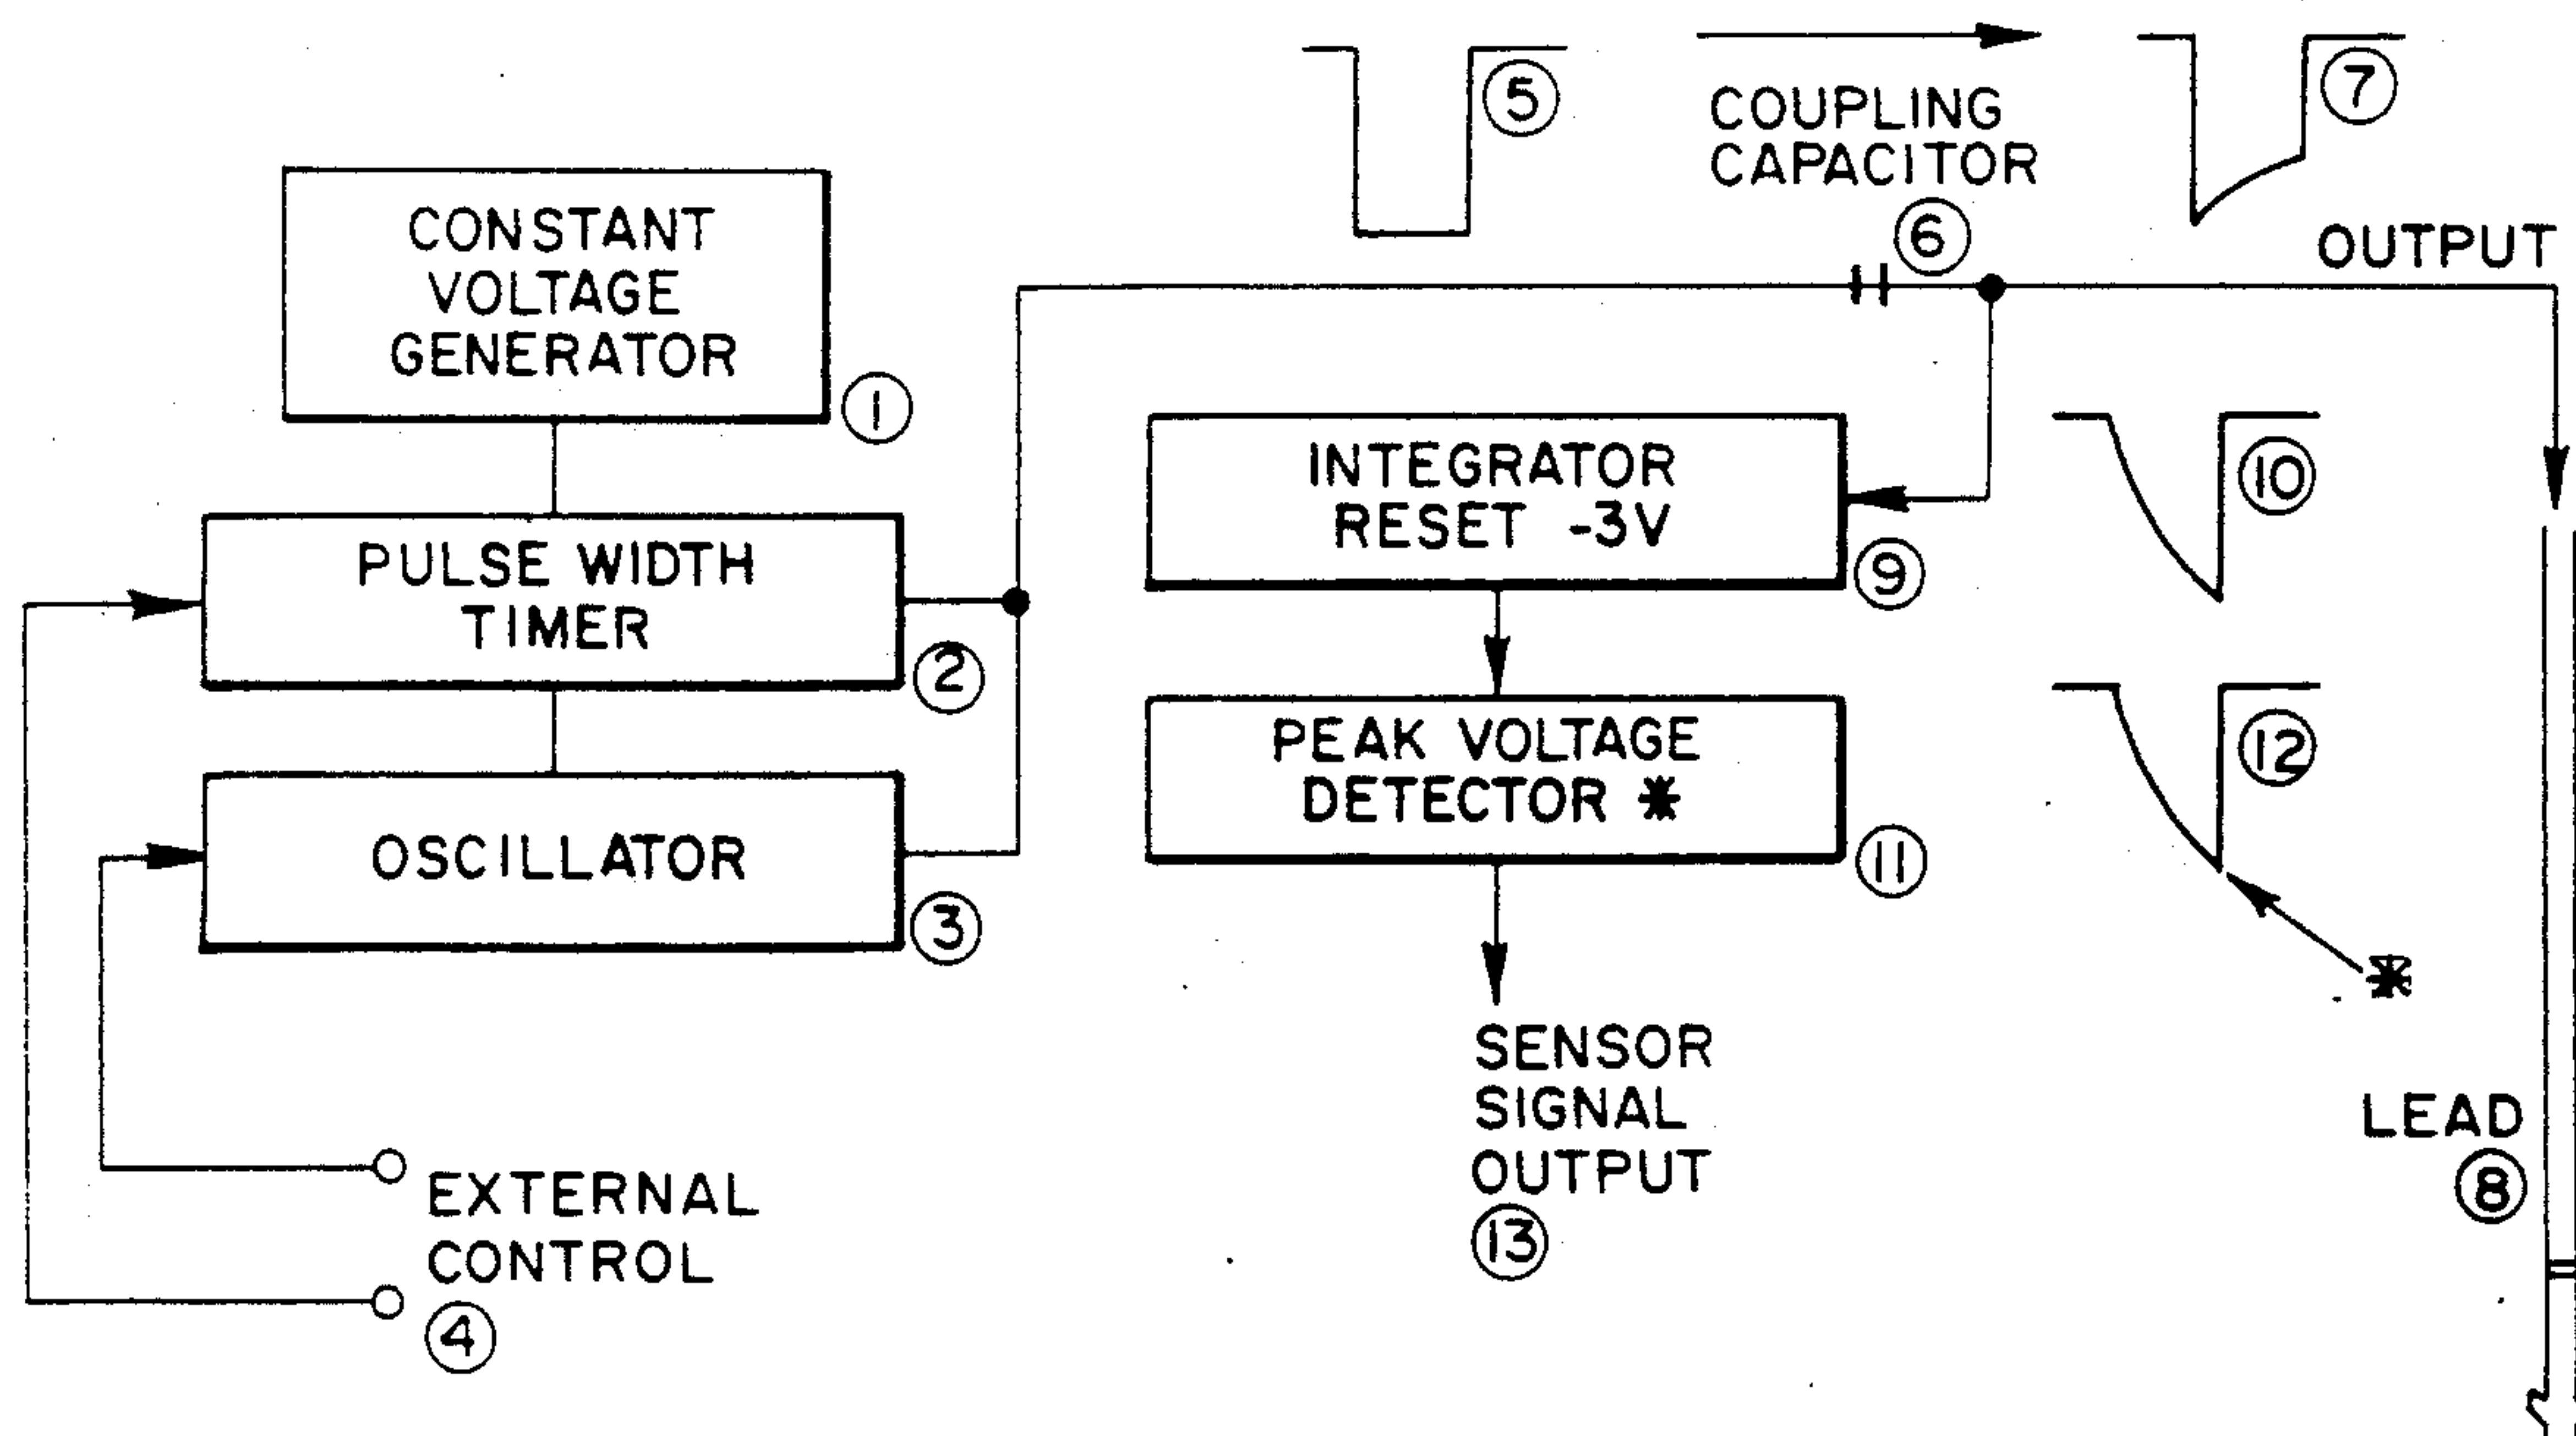 CONSTANT
VOLTAGE
GENERATOR
1
PULSE WIDTH
TIMER
2
OSCILLATOR
3
EXTERNAL
CONTROL
4
5
COUPLING
CAPACITOR
6
7
OUTPUT
INTEGRATOR
RESET -3V
9
10
PEAK VOLTAGE
DETECTOR *
11
12
*
SENSOR
SIGNAL
OUTPUT
13
LEAD
8